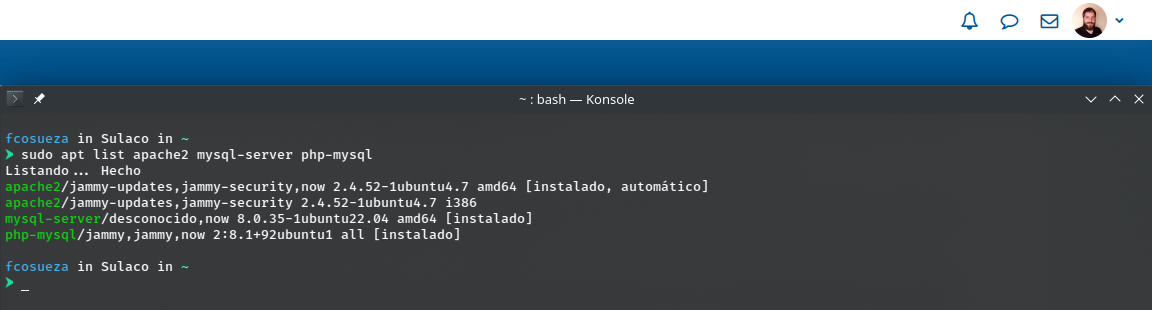 ~ : bash — Konsole
fcosueza in Sulaco in ~
➤ sudo apt list apache2 mysql-server php-mysql
Listando... Hecho
apache2/jammy-updates,jammy-security,now 2.4.52-1ubuntu4.7 amd64 [instalado, automático]
apache2/jammy-updates,jammy-security 2.4.52-1ubuntu4.7 i386
mysql-server/desconocido,now 8.0.35-1ubuntu22.04 amd64 [instalado]
php-mysql/jammy,jammy,now 2:8.1+92ubuntu1 all [instalado]
fcosueza in Sulaco in ~
➤ _